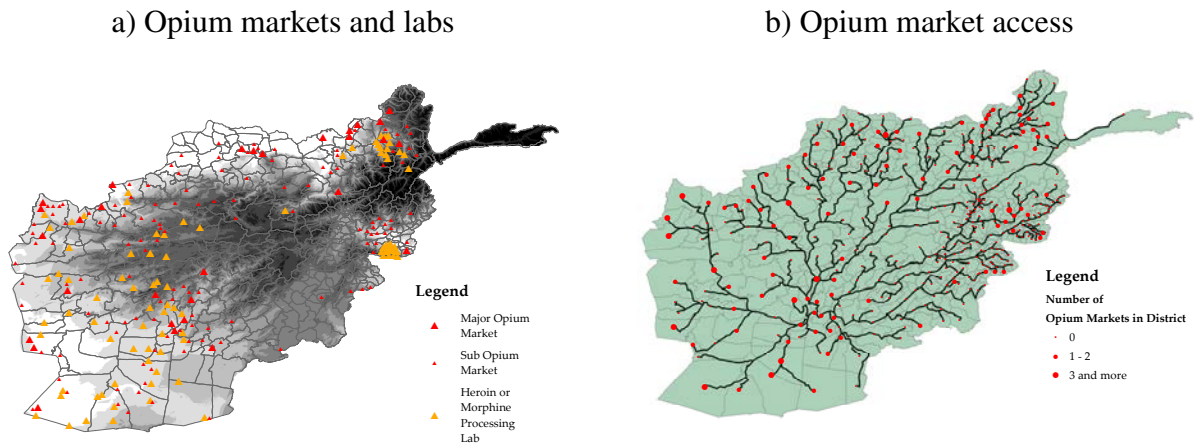 a) Opium markets and labs
Legend
Major Opium
Market
Sub Opium
Market
Heroin or
Morphine
Processing
Lab
b) Opium market access
Legend
Number of
Opium Markets in District
0
1 - 2
3 and more